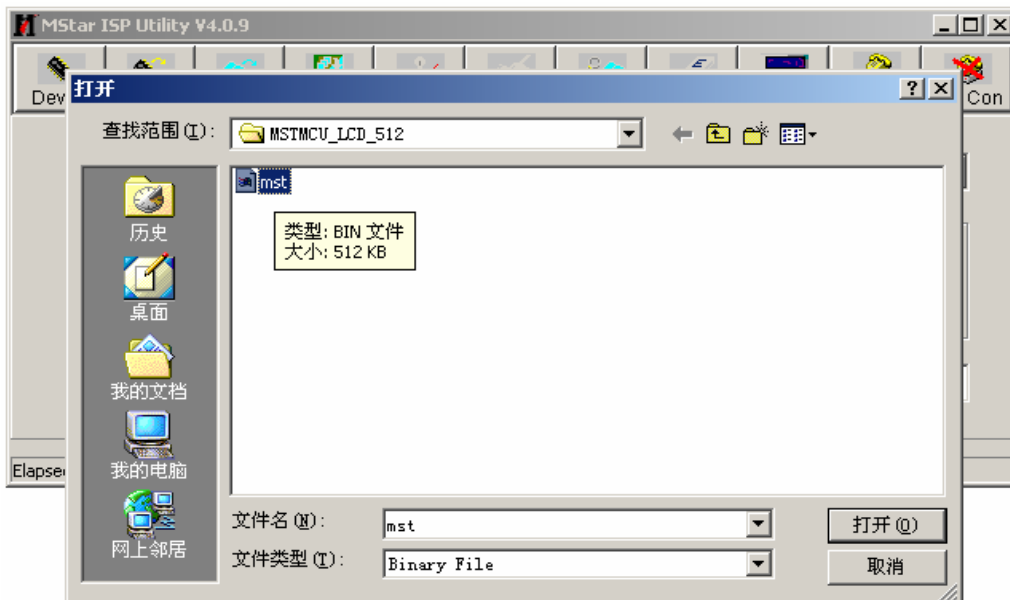 MStar ISP Utility V4.0.9
Dev
Con
打开
查找范围(I):
MSTMCU_LCD_512
mst
类型: BIN 文件
大小: 512 KB
历史
桌面
我的文档
我的电脑
网上邻居
Elapse
文件名(N):
mst
打开(O)
文件类型(T):
Binary File
取消